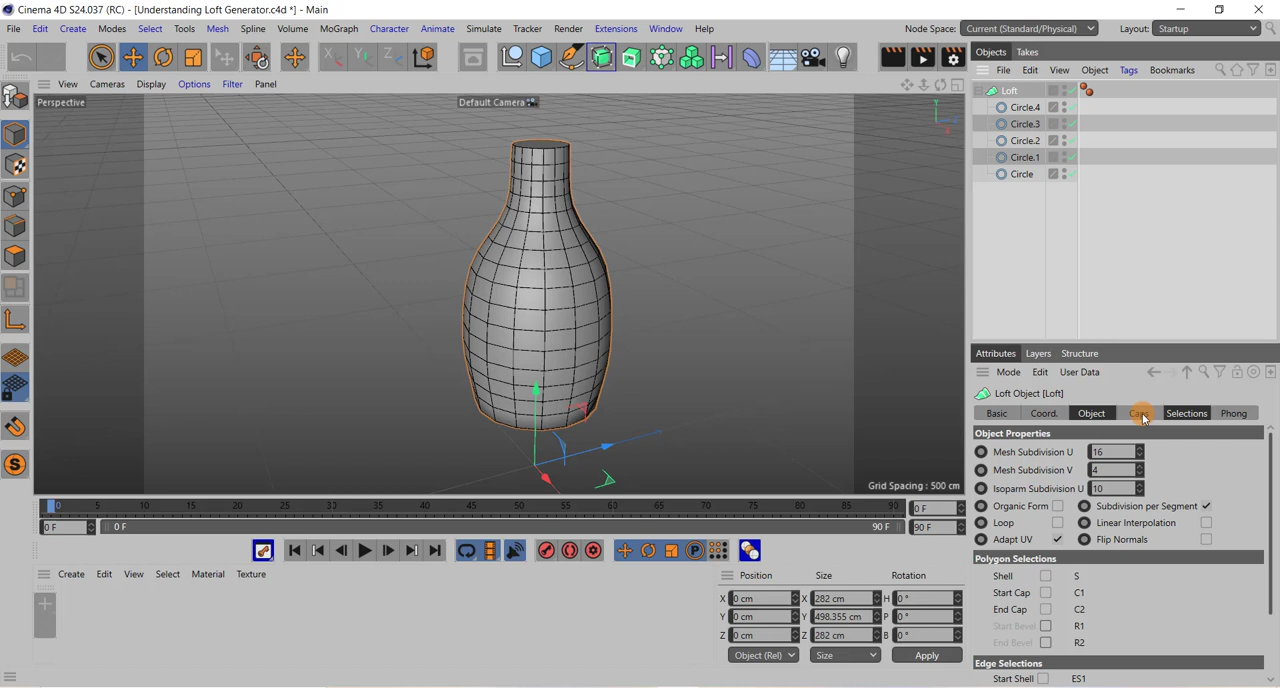 Cinema 4D S24.037 (RC) - [Understanding Loft Generator.c4d *] - Main
File Edit Create Modes Select Tools Mesh Spline Volume MoGraph Character Animate Simulate Tracker Render Extensions Window Help Node Space: Current (Standard/Physical) Layout: Startup
Objects Takes
View Cameras Display Options Filter Panel
File Edit View Object Tags Bookmarks
Perspective Default Camera
Y
Loft
Circle.4
Circle.3
Circle.2
Circle.1
Circle
Attributes Layers Structure
Mode Edit User Data
Loft Object [Loft]
Basic Coord. Object Caps Selections Phong
Object Properties
Mesh Subdivision U 16
Mesh Subdivision V 4
Isoparm Subdivision U 10
Organic Form Subdivision per Segment
Loop Linear Interpolation
Adapt UV Flip Normals
Polygon Selections
Shell S
Start Cap C1
End Cap C2
Start Bevel R1
End Bevel R2
Edge Selections
Start Shell ES1
Grid Spacing : 500 cm
0 5 10 15 20 25 30 35 40 45 50 55 60 65 70 75 80 85 90 0 F
0 F 0 F 90 F 90 F
Create Edit View Select Material Texture
Position Size Rotation
X 0 cm X 282 cm H 0 °
Y 0 cm Y 498.355 cm P 0 °
Z 0 cm Z 282 cm B 0 °
Object (Rel) Size Apply